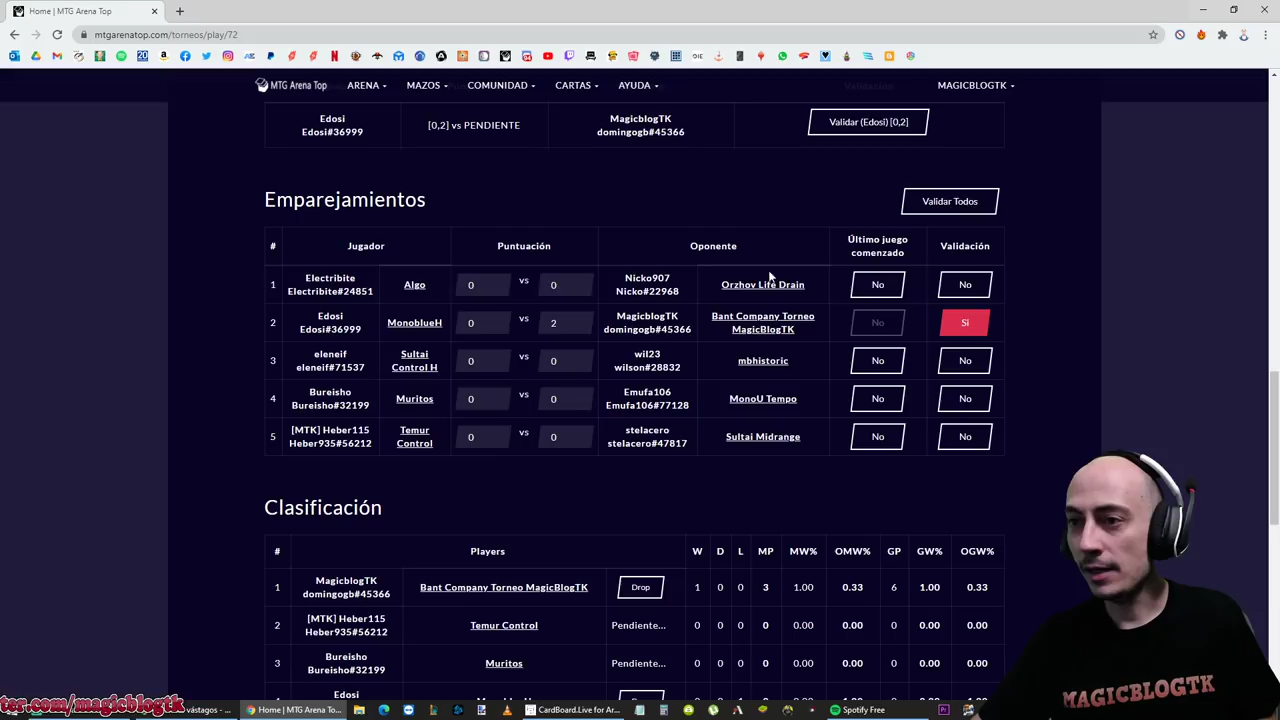 Home | MTG Arena Top
mtgarenatop.com/torneos/play/72
MTG Arena Top ARENA MAZOS COMUNIDAD CARTAS AYUDA MAGICBLOGTK
Edosi
Edosi#36999
[0,2] vs PENDIENTE
MagicblogTK
domingogb#45366
Validar (Edosi) [0,2]
Emparejamientos
Validar Todos
# Jugador Puntuación Oponente Último juego comenzado Validación
1 Electribite Electribite#24851 Algo 0 vs 0 Nicko907 Nicko#22968 Orzhov Life Drain No No
2 Edosi Edosi#36999 MonoblueH 0 vs 2 MagicblogTK domingogb#45366 Bant Company Torneo MagicBlogTK No Si
3 eleneif eleneif#71537 Sultai Control H 0 vs 0 wil23 wilson#28832 mbhistoric No No
4 Bureisho Bureisho#32199 Muritos 0 vs 0 Emufa106 Emufa106#77128 MonoU Tempo No No
5 [MTK] Heber115 Heber935#56212 Temur Control 0 vs 0 stelacero stelacero#47817 Sultai Midrange No No
Clasificación
# Players W D L MP MW% OMW% GP GW% OGW%
1 MagicblogTK domingogb#45366 Bant Company Torneo MagicBlogTK Drop 1 0 0 3 1.00 0.33 6 1.00 0.33
2 [MTK] Heber115 Heber935#56212 Temur Control Pendiente... 0 0 0 0 0.00 0.00 0 0.00 0.00
3 Bureisho Bureisho#32199 Muritos Pendiente... 0 0 0 0 0.00 0.00 0 0.00 0.00
Edosi
MAGICBLOGTK
ter.com/magicblogtk
vástagos - ...
Home | MTG Arena To...
CardBoard.Live for Ar...
Spotify Free